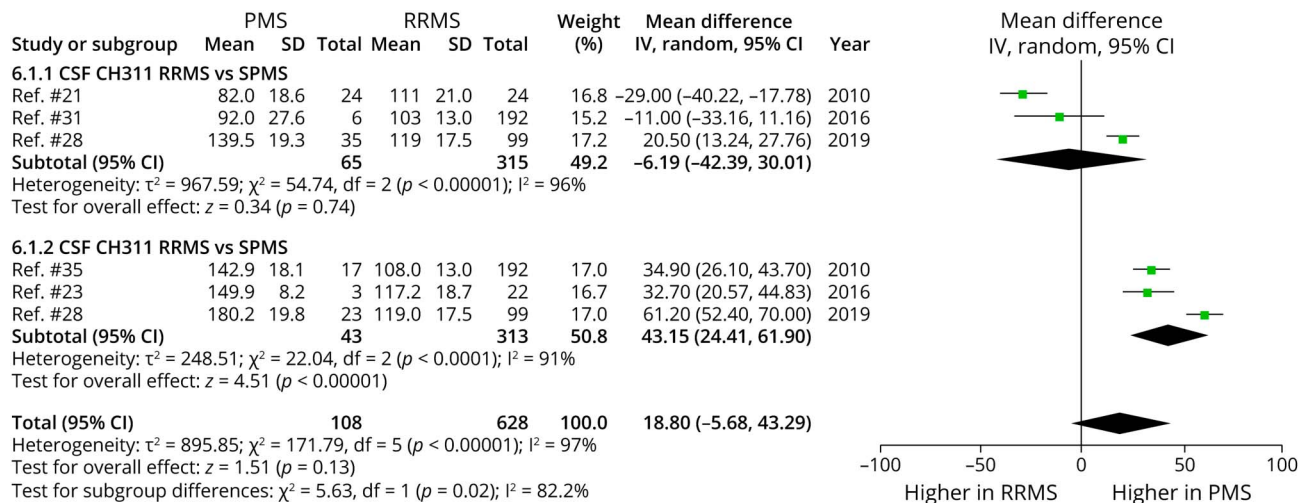 PMS RRMS Weight Mean difference Mean difference
Study or subgroup Mean SD Total Mean SD Total (%) IV, random, 95% CI Year IV, random, 95% CI
6.1.1 CSF CH311 RRMS vs SPMS
Ref. #21 82.0 18.6 24 111 21.0 24 16.8 –29.00 (–40.22, –17.78) 2010
Ref. #31 92.0 27.6 6 103 13.0 192 15.2 –11.00 (–33.16, 11.16) 2016
Ref. #28 139.5 19.3 35 119 17.5 99 17.2 20.50 (13.24, 27.76) 2019
Subtotal (95% CI) 65 315 49.2 –6.19 (–42.39, 30.01)
Heterogeneity: τ² = 967.59; χ² = 54.74, df = 2 (p < 0.00001); I² = 96%
Test for overall effect: z = 0.34 (p = 0.74)
6.1.2 CSF CH311 RRMS vs SPMS
Ref. #35 142.9 18.1 17 108.0 13.0 192 17.0 34.90 (26.10, 43.70) 2010
Ref. #23 149.9 8.2 3 117.2 18.7 22 16.7 32.70 (20.57, 44.83) 2016
Ref. #28 180.2 19.8 23 119.0 17.5 99 17.0 61.20 (52.40, 70.00) 2019
Subtotal (95% CI) 43 313 50.8 43.15 (24.41, 61.90)
Heterogeneity: τ² = 248.51; χ² = 22.04, df = 2 (p < 0.0001); I² = 91%
Test for overall effect: z = 4.51 (p < 0.00001)
Total (95% CI) 108 628 100.0 18.80 (–5.68, 43.29)
Heterogeneity: τ² = 895.85; χ² = 171.79, df = 5 (p < 0.00001); I² = 97%
Test for overall effect: z = 1.51 (p = 0.13)
Test for subgroup differences: χ² = 5.63, df = 1 (p = 0.02); I² = 82.2%
–100 –50 0 50 100
Higher in RRMS Higher in PMS